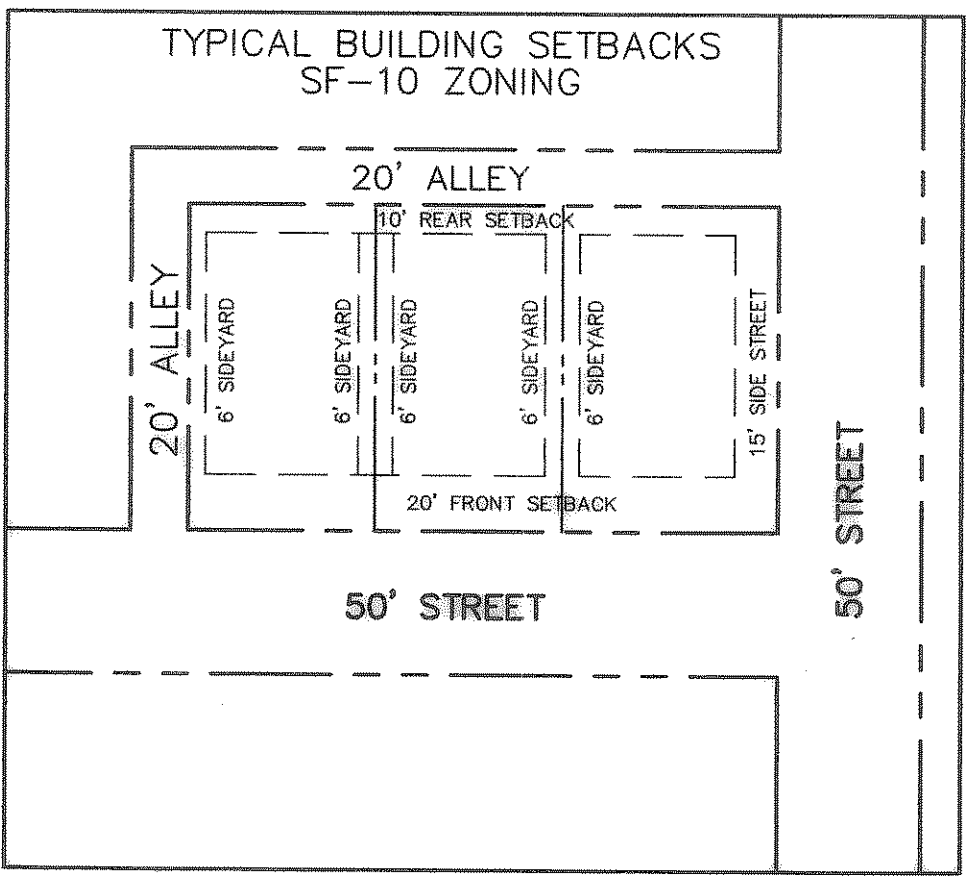 TYPICAL BUILDING SETBACKS
SF-10 ZONING
20' ALLEY
10' REAR SETBACK
20' ALLEY
6' SIDEYARD
6' SIDEYARD
6' SIDEYARD
6' SIDEYARD
6' SIDEYARD
15' SIDE STREET
20' FRONT SETBACK
50' STREET
50' STREET